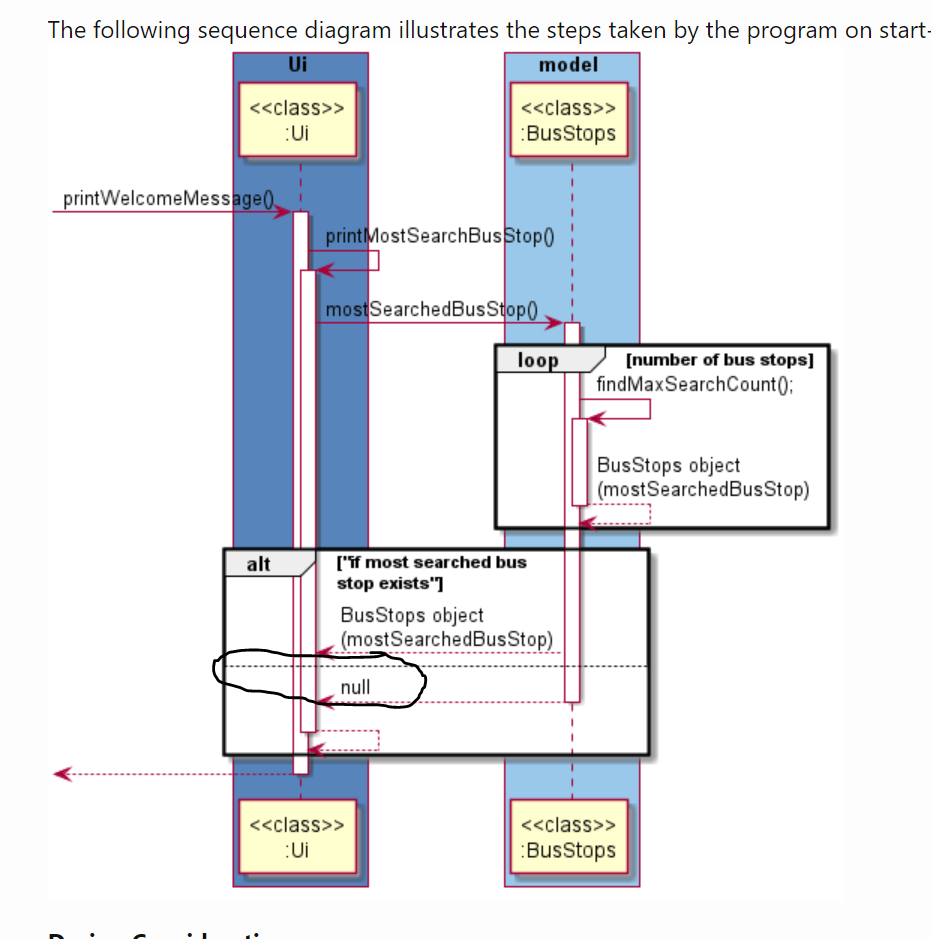 The following sequence diagram illustrates the steps taken by the program on start-
Ui
model
<<class>>
:Ui
<<class>>
:BusStops
printWelcomeMessage()
printMostSearchBusStop()
mostSearchedBusStop()
loop
[number of bus stops]
findMaxSearchCount();
BusStops object
(mostSearchedBusStop)
alt
["if most searched bus
stop exists"]
BusStops object
(mostSearchedBusStop)
null
<<class>>
:Ui
<<class>>
:BusStops